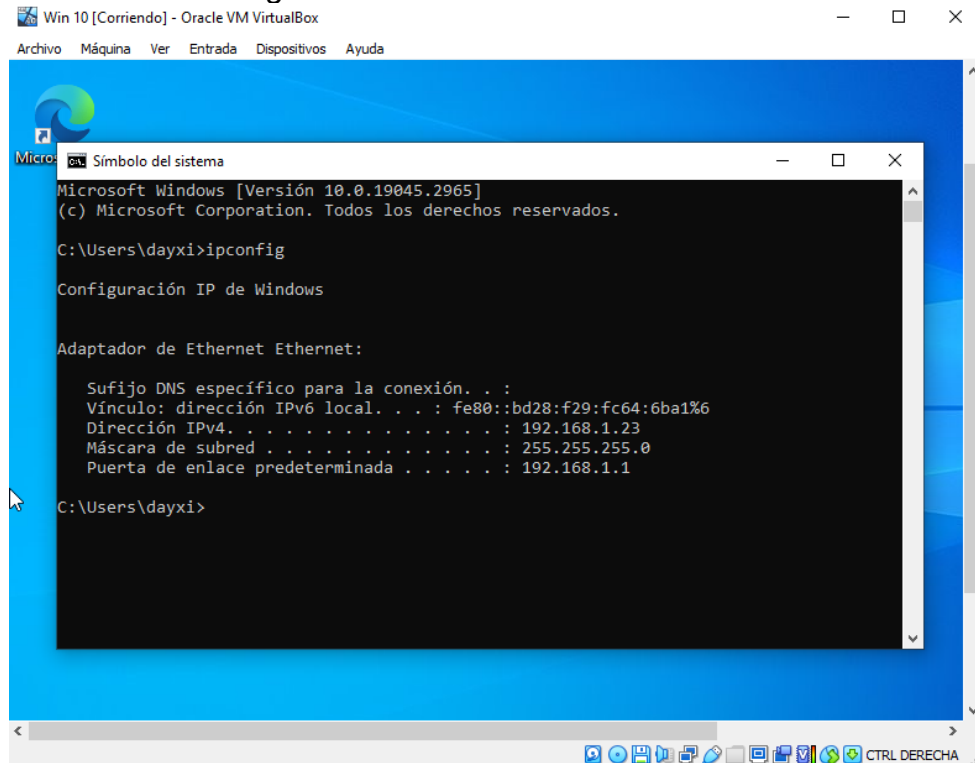 Win 10 [Corriendo] - Oracle VM VirtualBox
Archivo Máquina Ver Entrada Dispositivos Ayuda
Símbolo del sistema
Microsoft Windows [Versión 10.0.19045.2965]
(c) Microsoft Corporation. Todos los derechos reservados.
C:\Users\dayxi>ipconfig
Configuración IP de Windows
Adaptador de Ethernet Ethernet:
Sufijo DNS específico para la conexión. . :
Vínculo: dirección IPv6 local. . . : fe80::bd28:f29:fc64:6ba1%6
Dirección IPv4. . . . . . . . . . . . . . : 192.168.1.23
Máscara de subred . . . . . . . . . . . . : 255.255.255.0
Puerta de enlace predeterminada . . . . . : 192.168.1.1
C:\Users\dayxi>
CTRL DERECHA